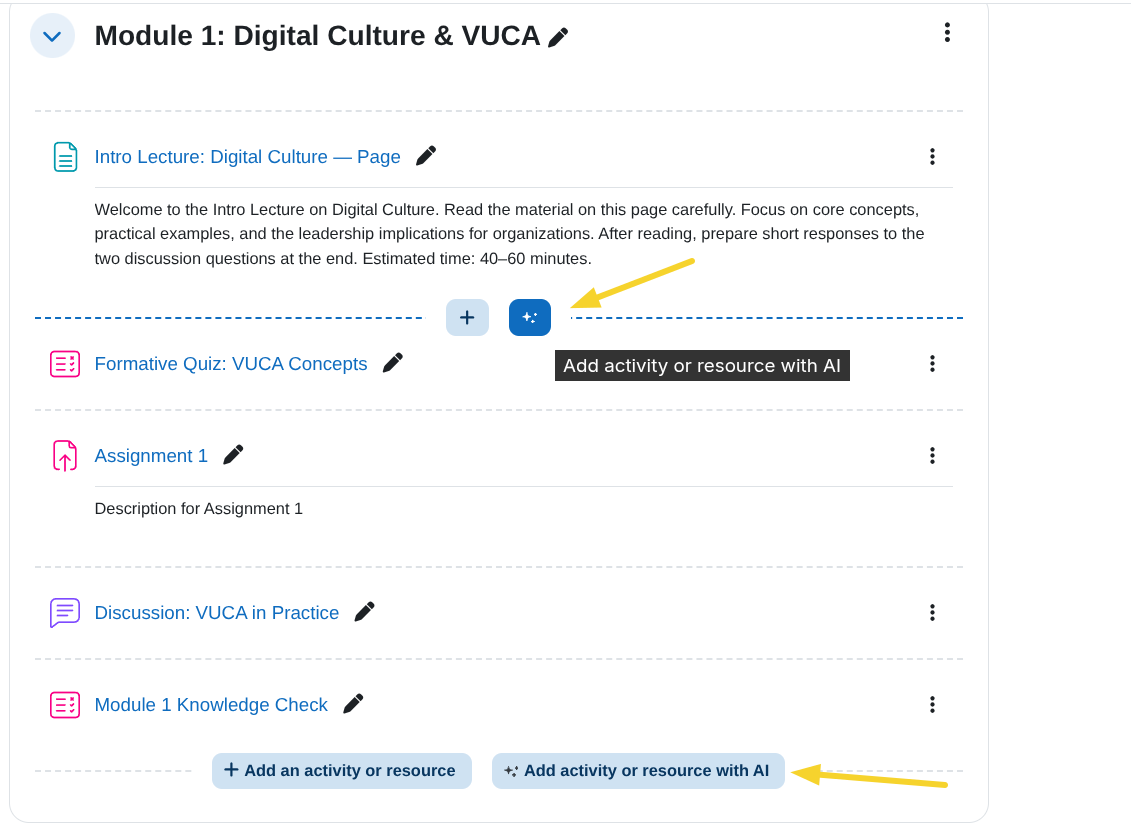 Module 1: Digital Culture & VUCA
Intro Lecture: Digital Culture — Page
Welcome to the Intro Lecture on Digital Culture. Read the material on this page carefully. Focus on core concepts,
practical examples, and the leadership implications for organizations. After reading, prepare short responses to the
two discussion questions at the end. Estimated time: 40–60 minutes.
Formative Quiz: VUCA Concepts
Add activity or resource with AI
Assignment 1
Description for Assignment 1
Discussion: VUCA in Practice
Module 1 Knowledge Check
Add an activity or resource
Add activity or resource with AI